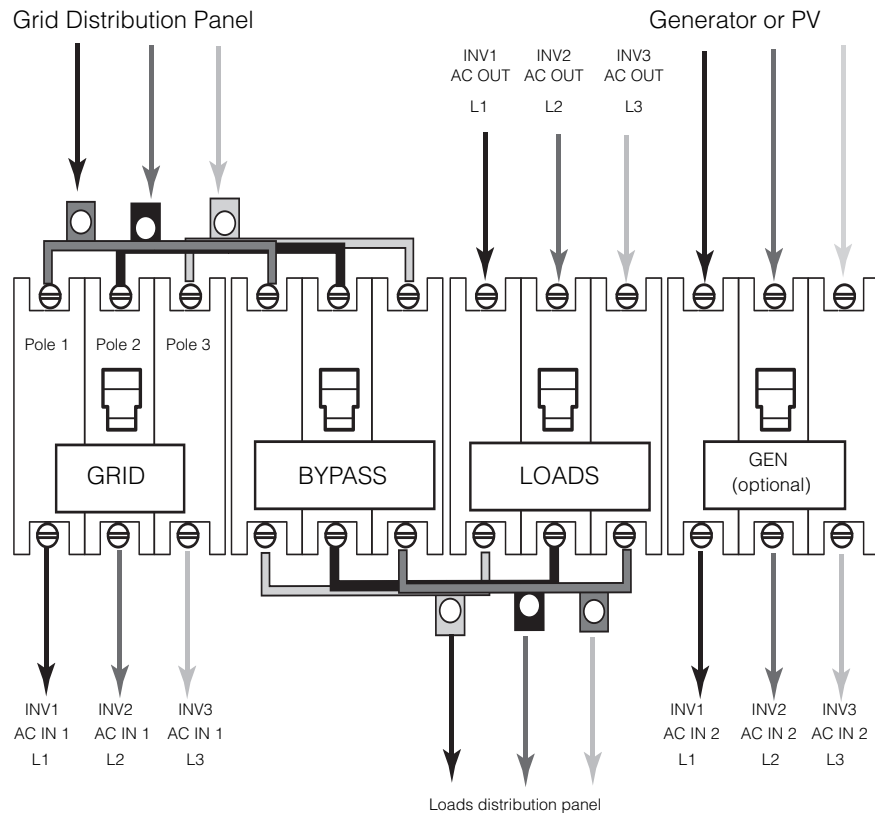 Grid Distribution Panel
Generator or PV
INV1
AC OUT
L1
INV2
AC OUT
L2
INV3
AC OUT
L3
Pole 1
Pole 2
Pole 3
GRID
BYPASS
LOADS
GEN
(optional)
INV1
AC IN 1
L1
INV2
AC IN 1
L2
INV3
AC IN 1
L3
INV1
AC IN 2
L1
INV2
AC IN 2
L2
INV3
AC IN 2
L3
Loads distribution panel